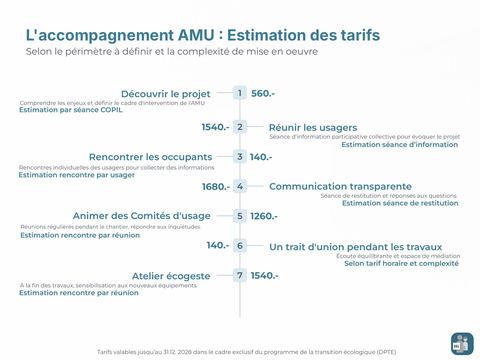 L'accompagnement AMU : Estimation des tarifs
Selon le périmètre à définir et la complexité de mise en oeuvre
Découvrir le projet 1 560.-
Comprendre les enjeux et définir le cadre d'intervention de l'AMU
Estimation par séance COPIL
1540.- 2 Réunir les usagers
Séance d'information participative collective pour évoquer le projet
Estimation séance d'information
Rencontrer les occupants 3 140.-
Rencontres individuelles des usagers pour collecter des informations
Estimation rencontre par usager
1680.- 4 Communication transparente
Séance de restitution et réponses aux questions
Estimation séance de restitution
Animer des Comités d'usage 5 1260.-
Réunions régulières pendant le chantier, répondre aux inquiétudes
Estimation rencontre par réunion
140.- 6 Un trait d'union pendant les travaux
Écoute équilibrante et espace de médiation
Selon tarif horaire et complexité
Atelier écogeste 7 1540.-
À la fin des travaux, sensibilisation aux nouveaux équipements
Estimation rencontre par réunion
Tarifs valables jusqu'au 31.12. 2028 dans le cadre exclusif du programme de la transition écologique (DPTE)